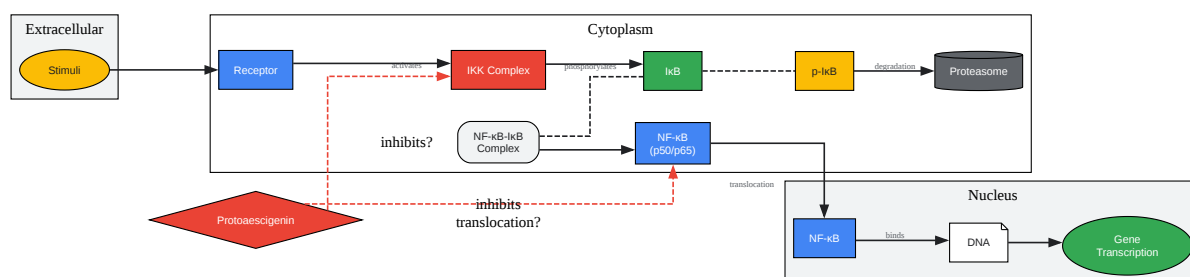 Extracellular
Cytoplasm
Stimuli
Receptor
activates
IKK Complex
phosphorylates
IκB
p-IκB
degradation
Proteasome
inhibits?
NF-κB-IκB
Complex
NF-κB
(p50/p65)
translocation
Protoaescigenin
inhibits
translocation?
Nucleus
NF-κB
binds
DNA
Gene
Transcription